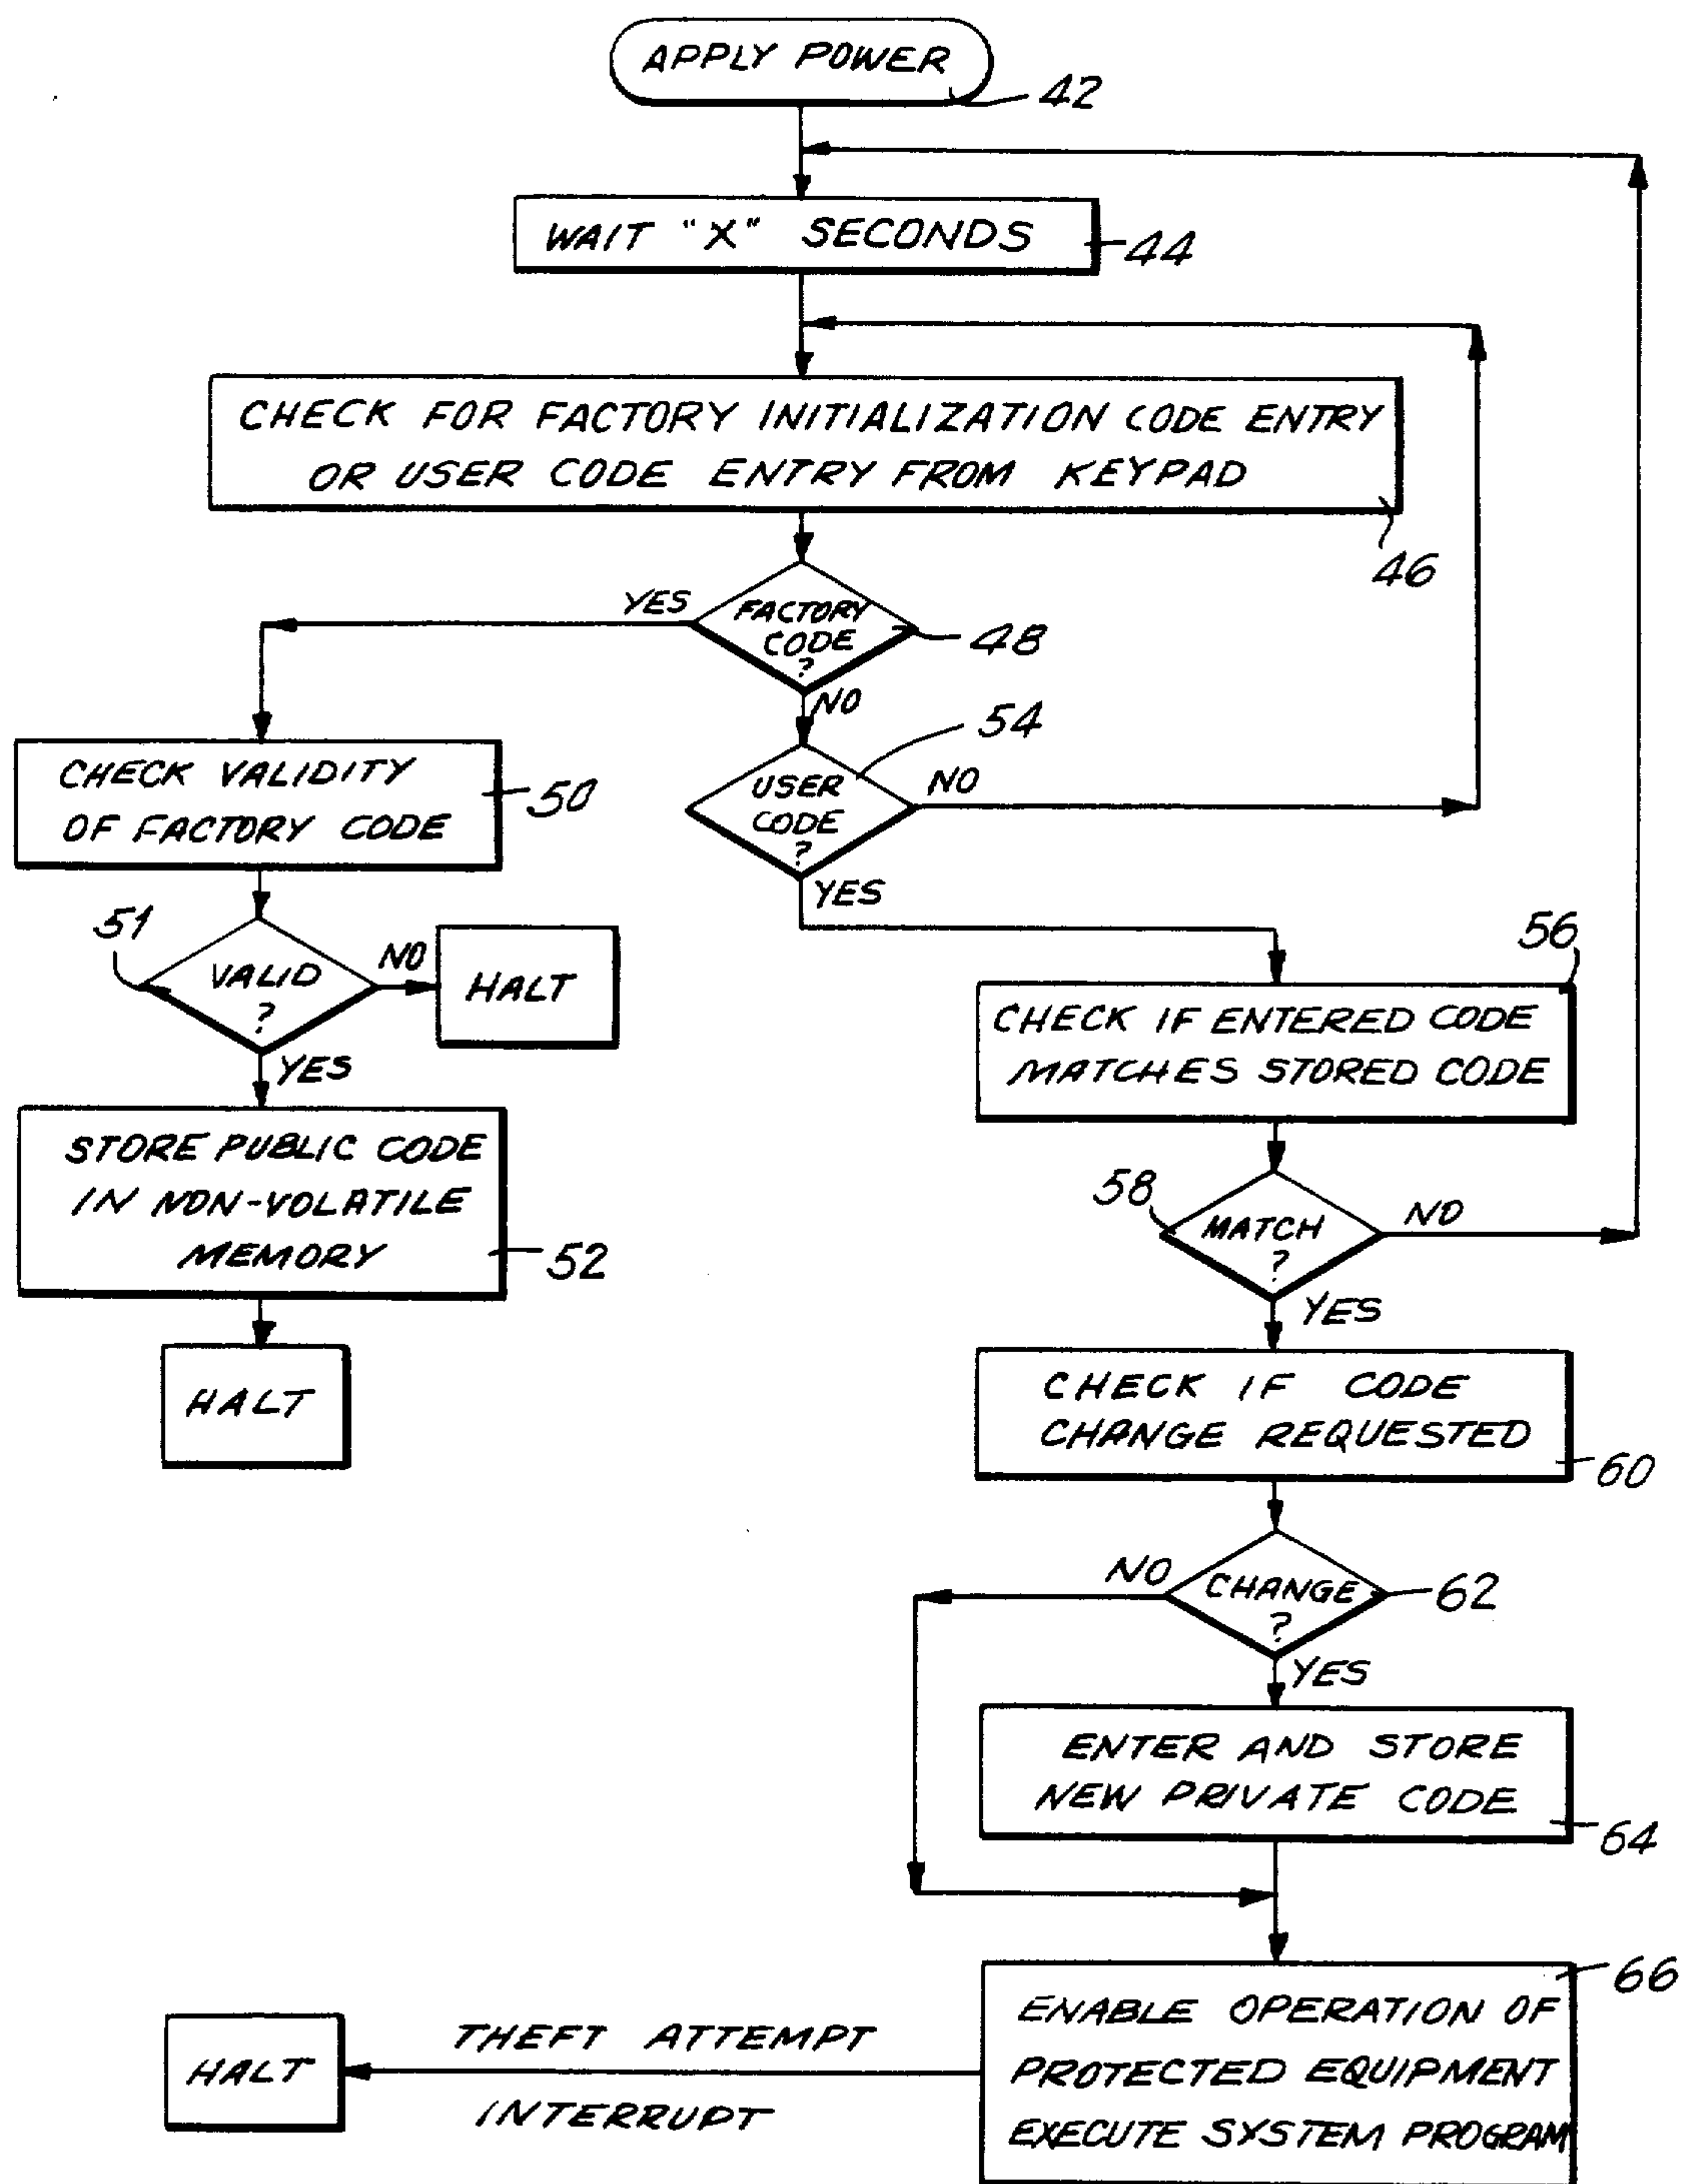 APPLY POWER
42
WAIT "X" SECONDS
44
CHECK FOR FACTORY INITIALIZATION CODE ENTRY
OR USER CODE ENTRY FROM KEYPAD
46
YES
FACTORY
CODE
?
48
NO
54
CHECK VALIDITY
OF FACTORY CODE
50
USER
CODE
?
NO
YES
51
VALID
?
NO
HALT
YES
56
CHECK IF ENTERED CODE
MATCHES STORED CODE
STORE PUBLIC CODE
IN NON-VOLATILE
MEMORY
52
58
MATCH
?
NO
YES
HALT
CHECK IF CODE
CHANGE REQUESTED
60
NO
CHANGE
?
62
YES
ENTER AND STORE
NEW PRIVATE CODE
64
66
ENABLE OPERATION OF
PROTECTED EQUIPMENT
EXECUTE SYSTEM PROGRAM
THEFT ATTEMPT
INTERRUPT
HALT